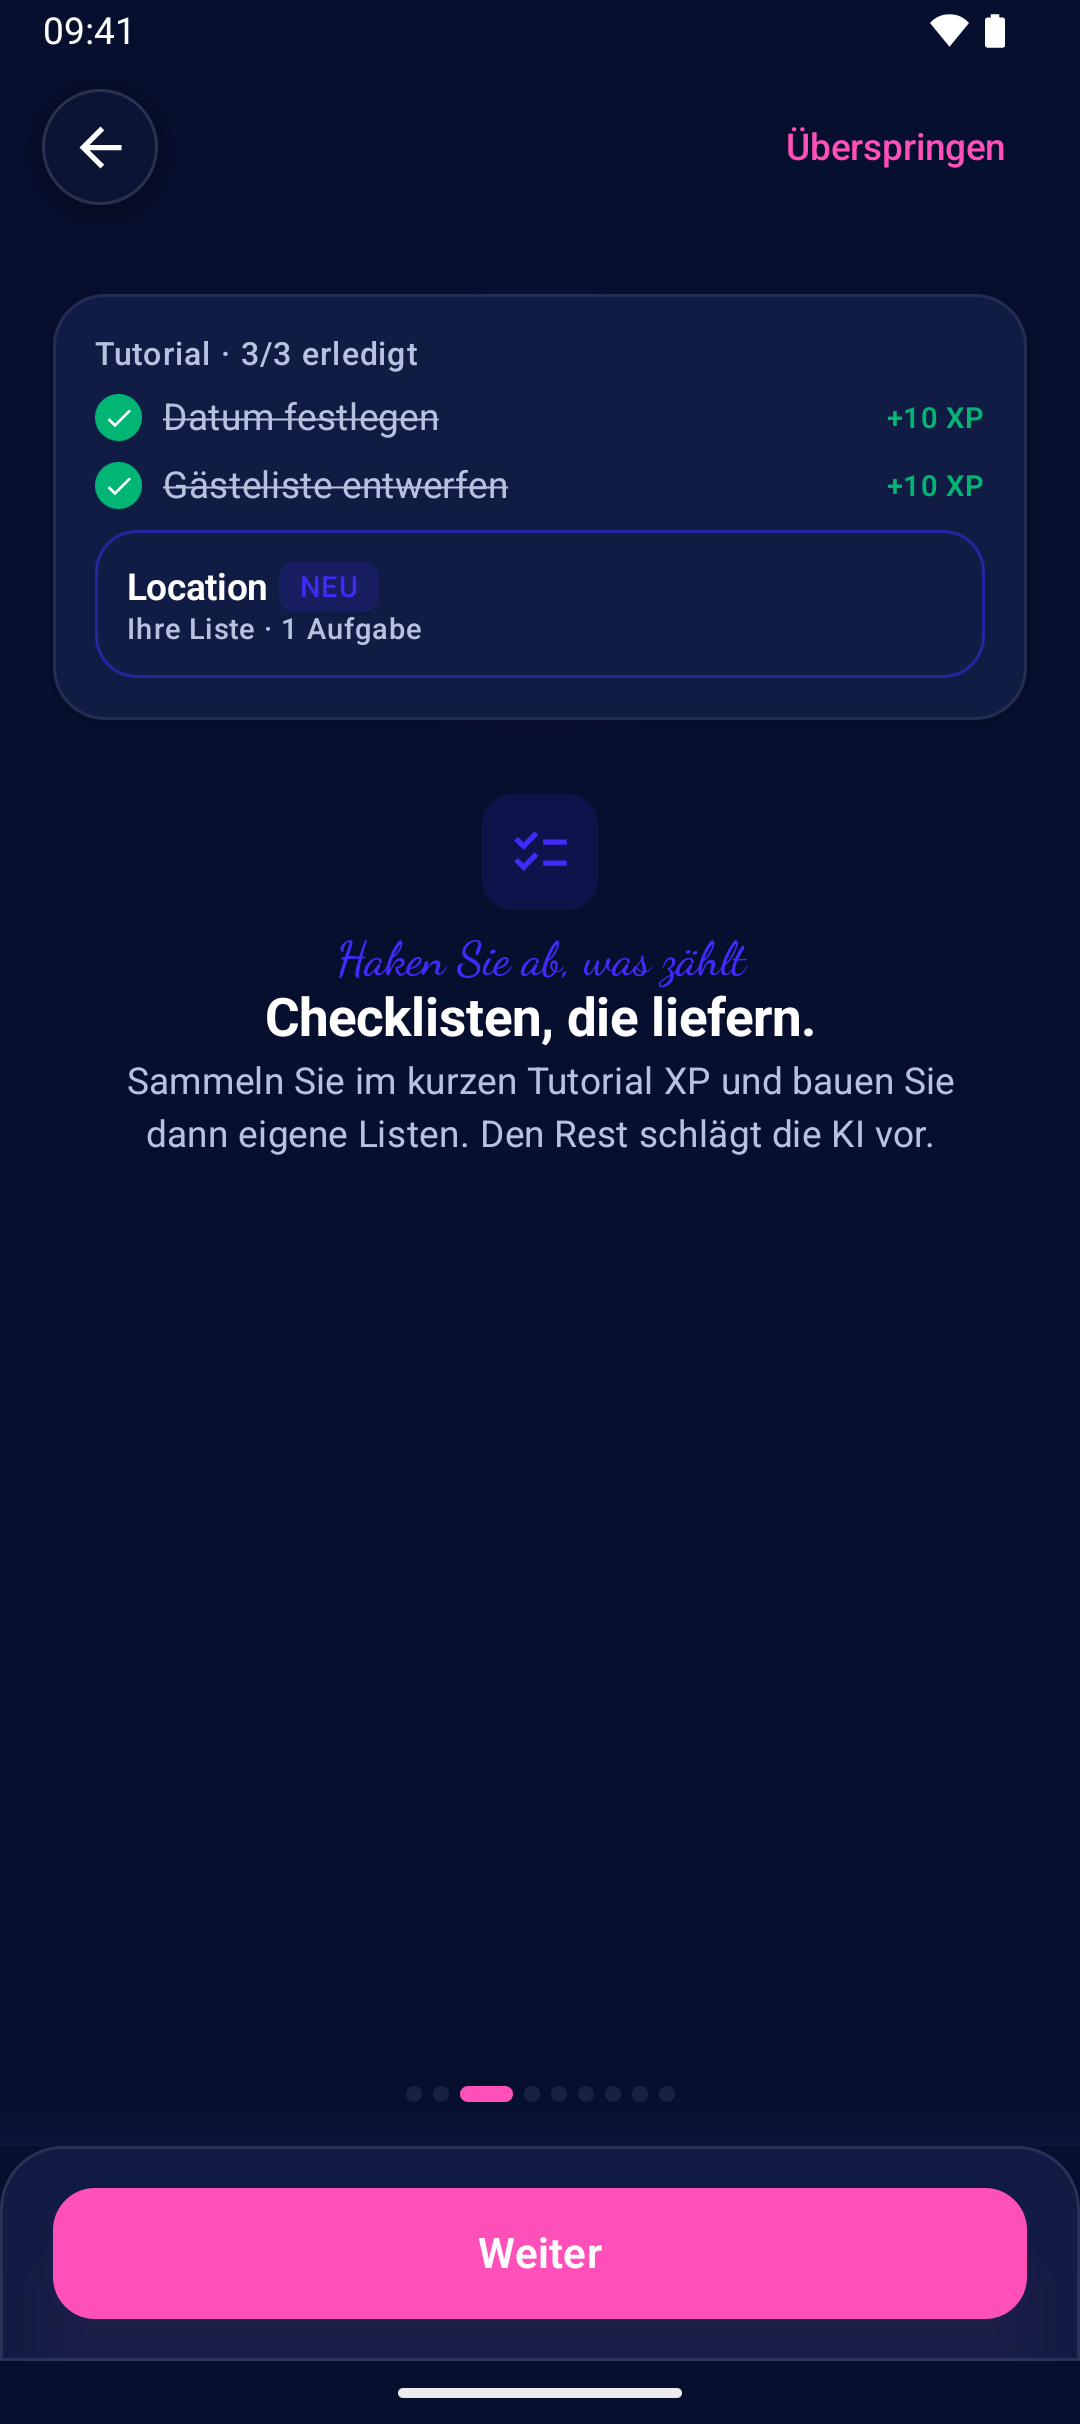 09:41
Überspringen
Tutorial · 3/3 erledigt
Datum festlegen
+10 XP
Gästeliste entwerfen
+10 XP
Location NEU
Ihre Liste · 1 Aufgabe
Haken Sie ab, was zählt
Checklisten, die liefern.
Sammeln Sie im kurzen Tutorial XP und bauen Sie
dann eigene Listen. Den Rest schlägt die KI vor.
Weiter